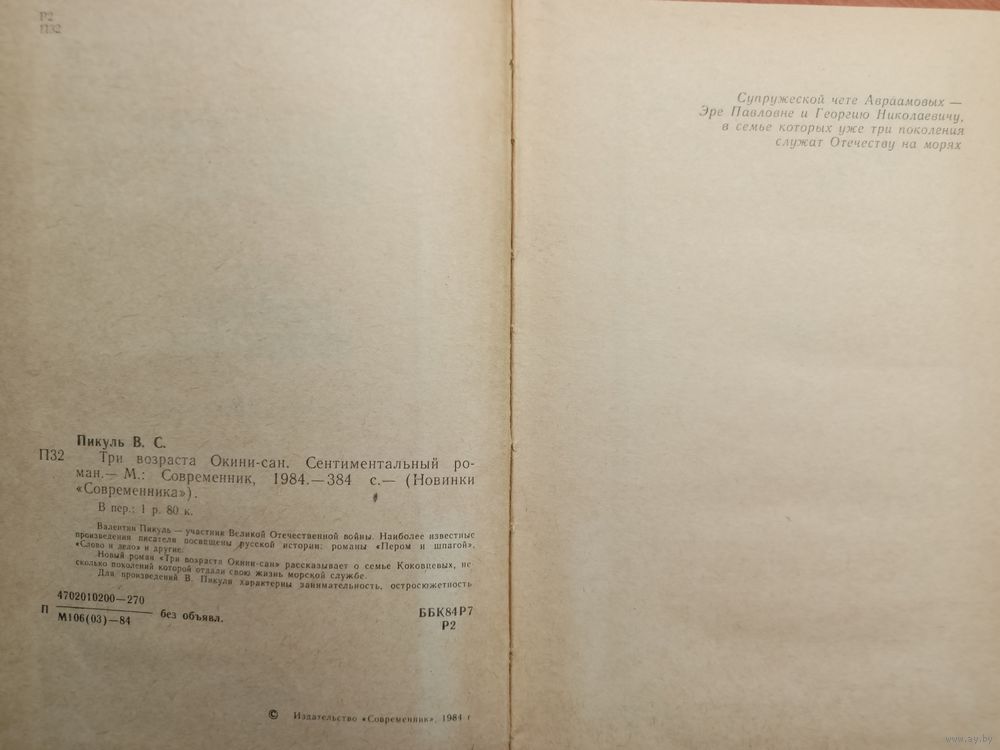 Р2
П32
Пикуль В. С.
П32
Три возраста Окини-сан. Сентиментальный ро-
ман.— М.: Современник, 1984.—384 с.— (Новинки
«Современника»).
В пер.: 1 р. 80 к.
Валентин Пикуль — участник Великой Отечественной войны. Наиболее известные
произведения писателя посвящены русской истории: романы «Пером и шпагой»,
«Слово и дело» и другие.
Новый роман «Три возраста Окини-сан» рассказывает о семье Коковцевых, не
сколько поколений которой отдали свою жизнь морской службе.
Для произведений В. Пикуля характерны занимательность, остросюжетность
П 4702010200—270
М106(03)—84
без объявл.
ББК84Р7
Р2
© Издательство «Современник», 1984 г
Супружеской чете Авраамовых —
Эре Павловне и Георгию Николаевичу,
в семье которых уже три поколения
служат Отечеству на морях
www.ay.by